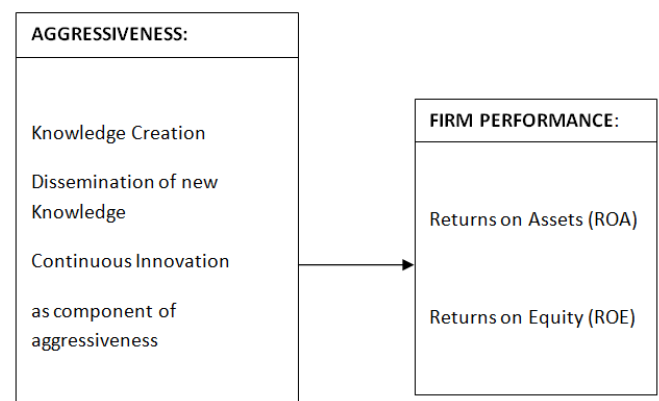 AGGRESSIVENESS:
Knowledge Creation
Dissemination of new
Knowledge
Continuous Innovation
as component of
aggressiveness
FIRM PERFORMANCE:
Returns on Assets (ROA)
Returns on Equity (ROE)